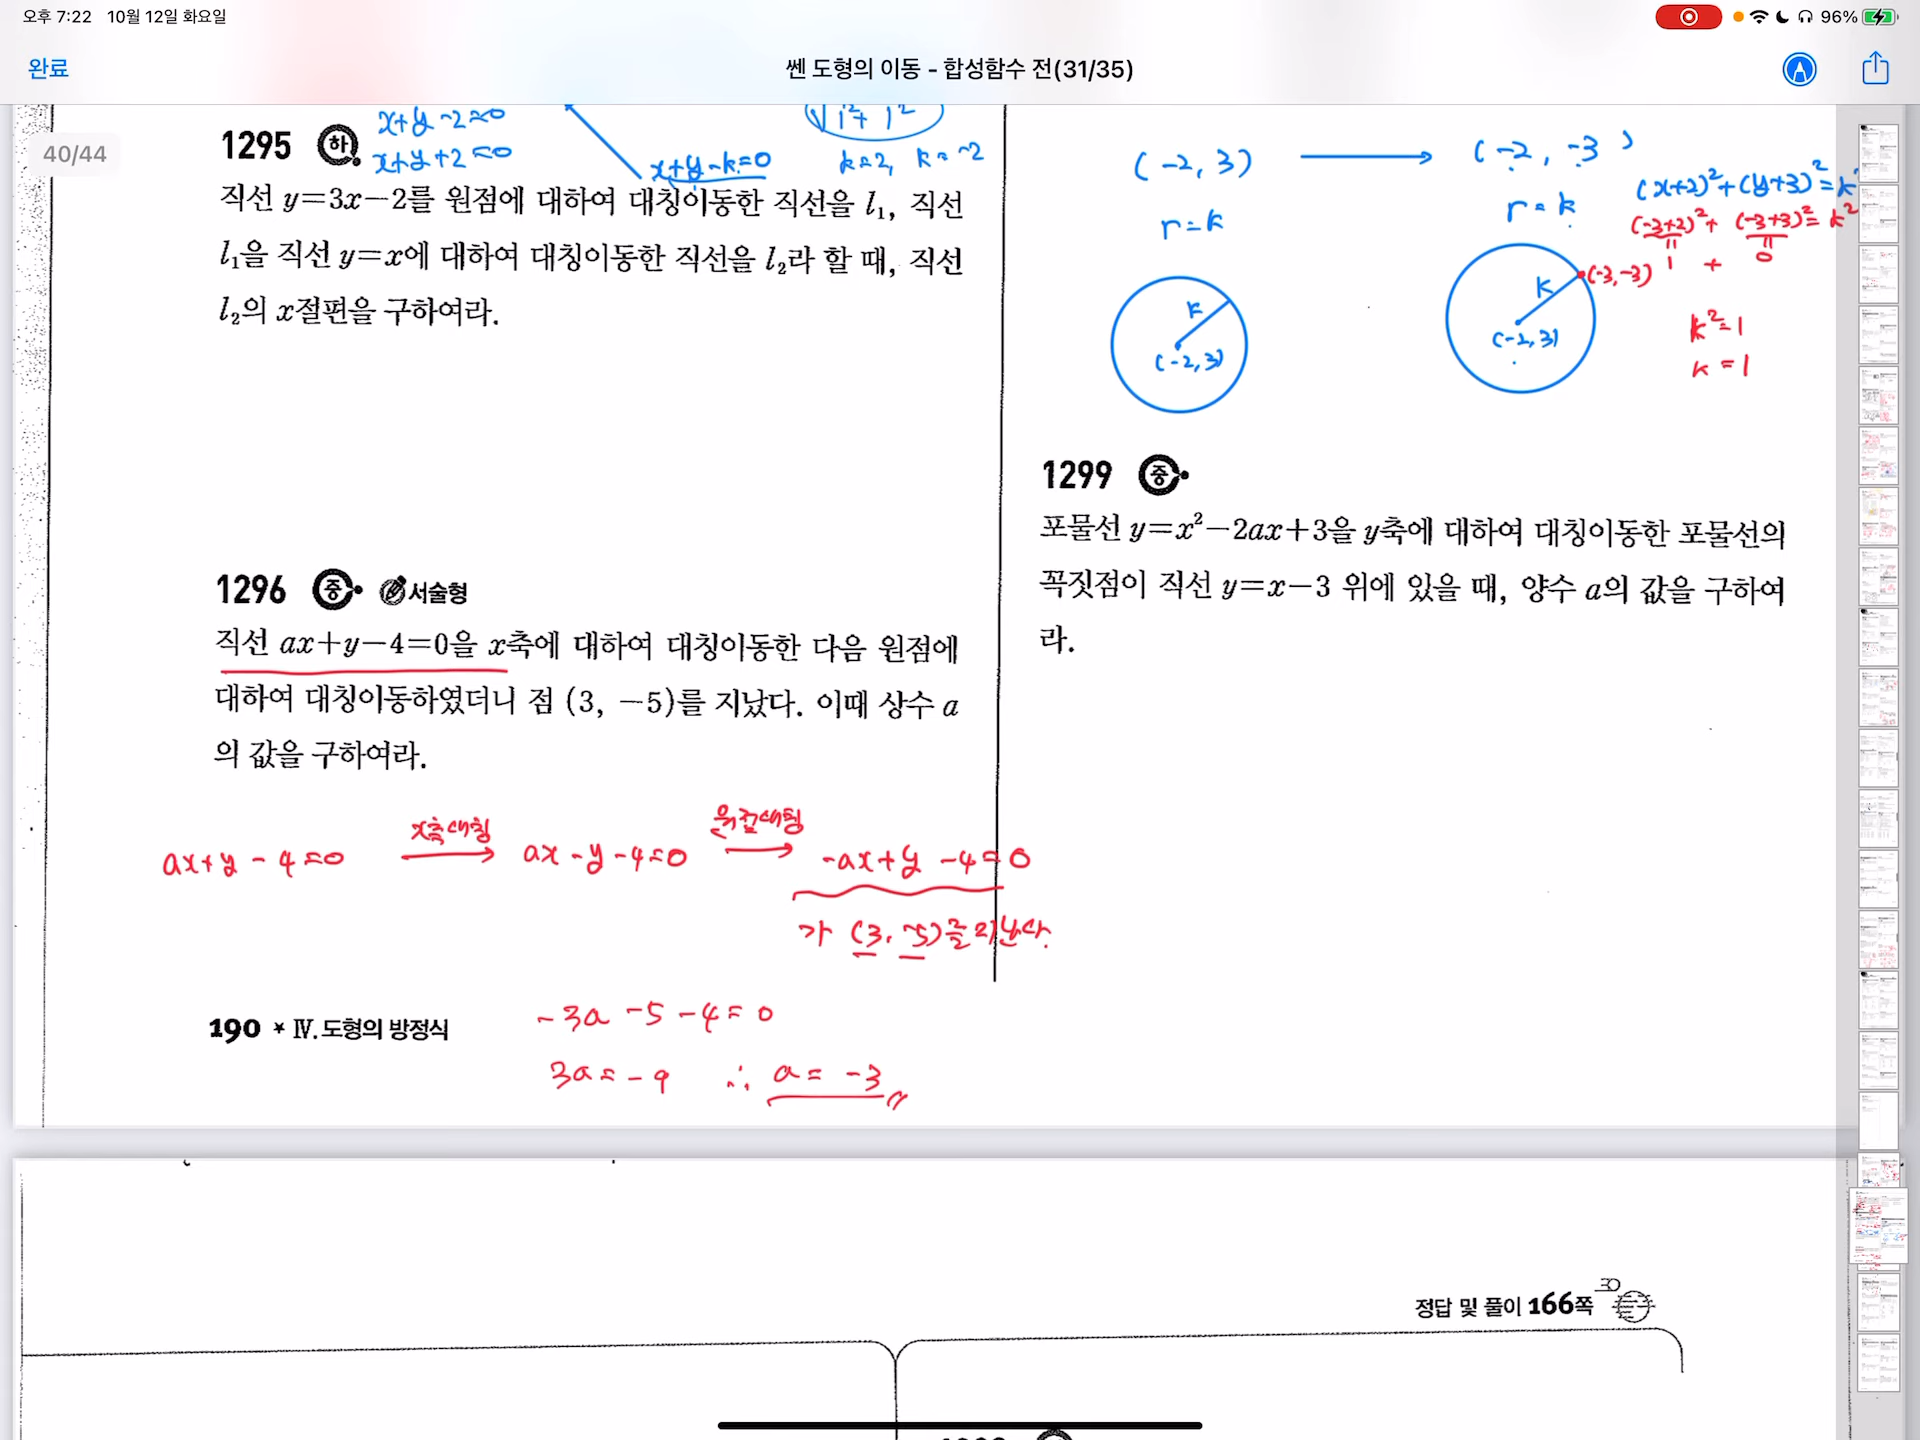 오후 7:22 10월 12일 화요일
96%
완료
쎈 도형의 이동 - 합성함수 전(31/35)
40/44
x+y-2=0
x+y+2=0
x+y-k=0
√1²+1²
k=2, k=-2
1295 하
직선 y=3x-2를 원점에 대하여 대칭이동한 직선을 l₁, 직선
l₁을 직선 y=x에 대하여 대칭이동한 직선을 l₂라 할 때, 직선
l₂의 x절편을 구하여라.
1296 중 서술형
직선 ax+y-4=0을 x축에 대하여 대칭이동한 다음 원점에
대하여 대칭이동하였더니 점 (3, -5)를 지났다. 이때 상수 a
의 값을 구하여라.
ax+y-4=0 x축대칭 ax-y-4=0 원점대칭 -ax+y-4=0
가 (3, -5)를 지난다.
-3a-5-4=0
3a=-9 ∴ a=-3
190 * Ⅳ. 도형의 방정식
(-2, 3) (-2, -3)
r=k r=k
(x+2)²+(y+3)²=k²
(-3+2)²+(-3+3)²=k²
1 + 0
k (-2, 3)
k (-2, 3) (-3, -3)
k²=1
k=1
1299 중
포물선 y=x²-2ax+3을 y축에 대하여 대칭이동한 포물선의
꼭짓점이 직선 y=x-3 위에 있을 때, 양수 a의 값을 구하여
라.
정답 및 풀이 166쪽